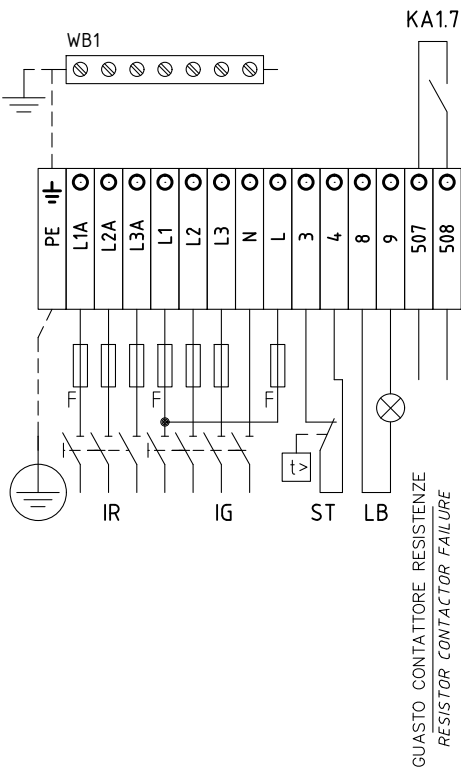 KA1.7
WB1
PE
L1A
L2A
L3A
L1
L2
L3
N
L
3
4
8
9
507
508
F
F
F
t>
IR
IG
ST
LB
GUASTO CONTATTORE RESISTENZE
RESISTOR CONTACTOR FAILURE